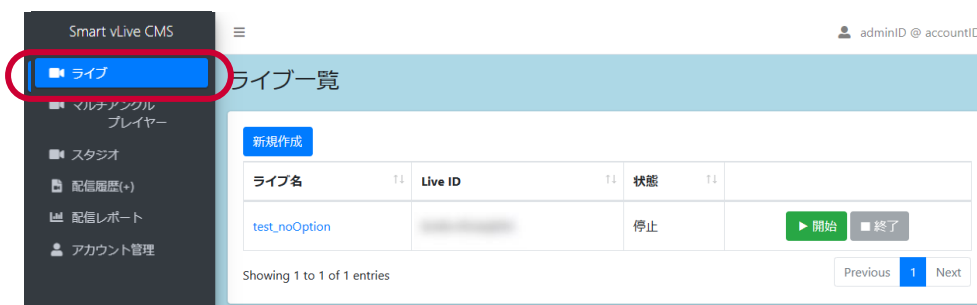 Smart vLive CMS
adminID @ accountID
ライブ
ライブ一覧
マルチアングル
プレイヤー
スタジオ
配信履歴(+)
配信レポート
アカウント管理
新規作成
ライブ名 Live ID 状態
test_noOption 停止 開始 終了
Showing 1 to 1 of 1 entries
Previous 1 Next